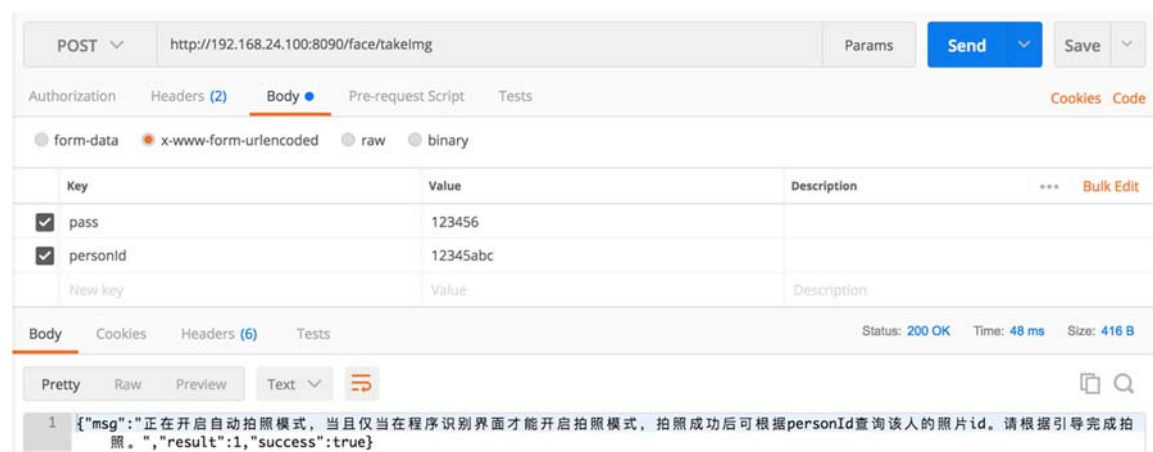 POST http://192.168.24.100:8090/face/takeImg Params Send Save
Authorization Headers (2) Body Pre-request Script Tests Cookies Code
form-data x-www-form-urlencoded raw binary
Key Value Description ••• Bulk Edit
pass 123456
personId 12345abc
New key Value Description
Body Cookies Headers (6) Tests Status: 200 OK Time: 48 ms Size: 416 B
Pretty Raw Preview Text
1 {"msg":"正在开启自动拍照模式，当且仅当在程序识别界面才能开启拍照模式，拍照成功后可根据personId查询该人的照片id。请根据引导完成拍
照。","result":1,"success":true}